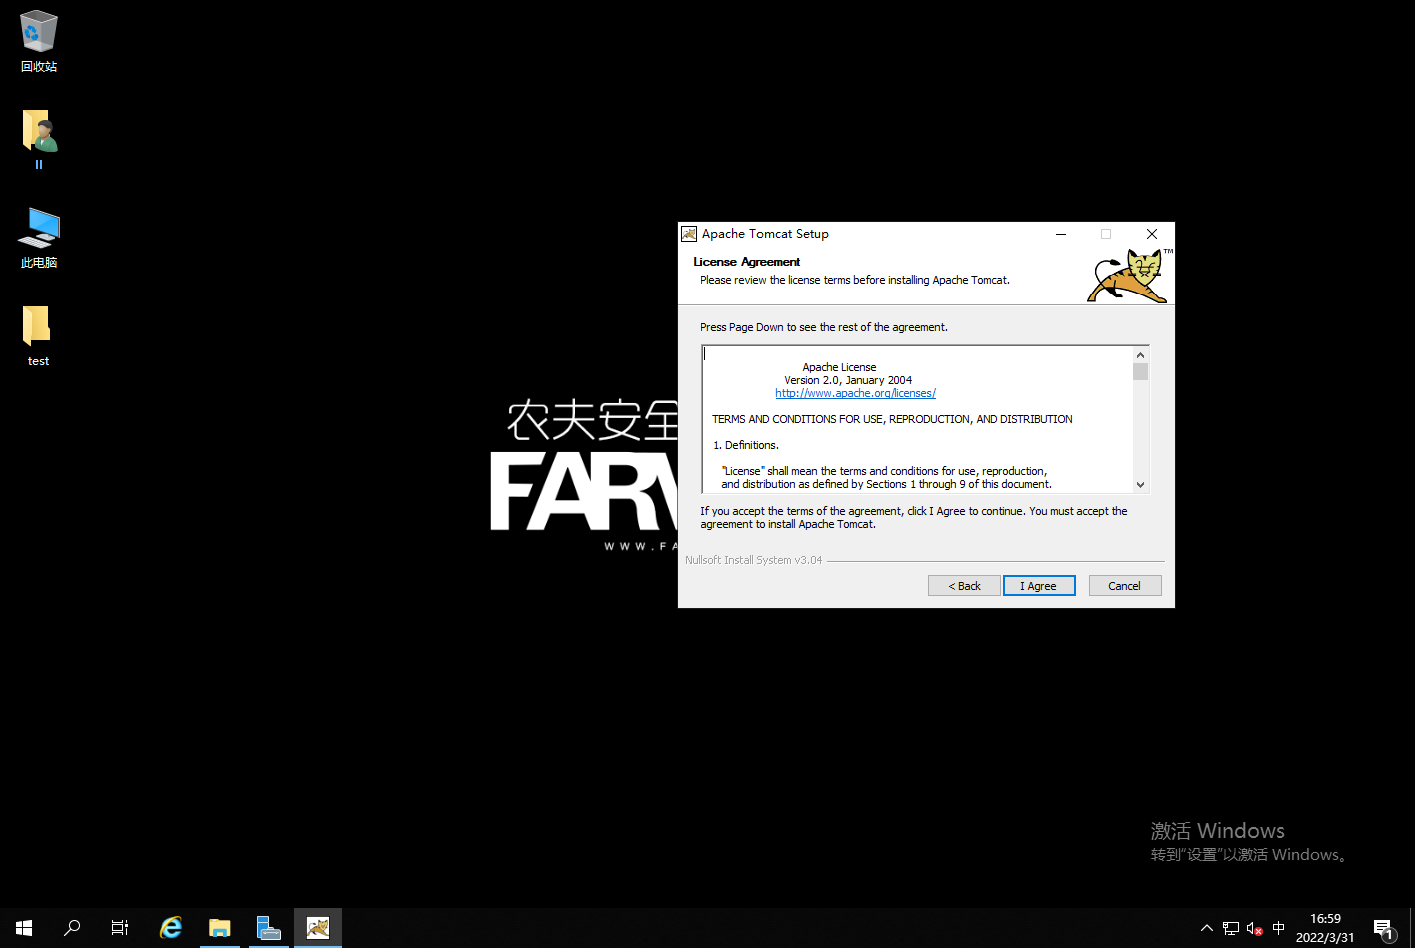 回收站
ll
此电脑
test
农夫安全
FARV
WWW.FA
Apache Tomcat Setup
License Agreement
Please review the license terms before installing Apache Tomcat.
TM
Press Page Down to see the rest of the agreement.
Apache License
Version 2.0, January 2004
http://www.apache.org/licenses/
TERMS AND CONDITIONS FOR USE, REPRODUCTION, AND DISTRIBUTION
1. Definitions.
"License" shall mean the terms and conditions for use, reproduction,
and distribution as defined by Sections 1 through 9 of this document.
If you accept the terms of the agreement, click I Agree to continue. You must accept the
agreement to install Apache Tomcat.
Nullsoft Install System v3.04
< Back
I Agree
Cancel
激活 Windows
转到“设置”以激活 Windows。
中
16:59
2022/3/31
1